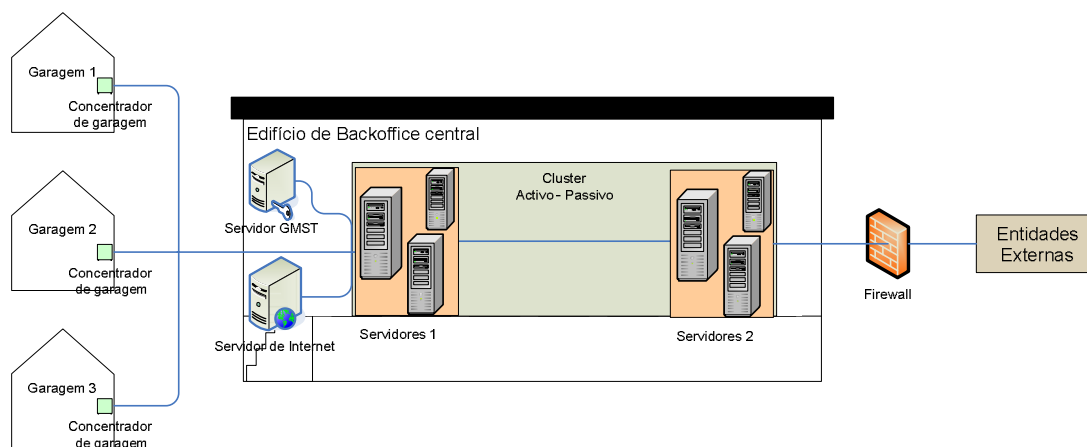 Garagem 1
Concentrador
de garagem
Edifício de Backoffice central
Cluster
Activo - Passivo
Garagem 2
Concentrador
de garagem
Servidor GMST
Servidor de Internet
Servidores 1
Servidores 2
Firewall
Entidades
Externas
Garagem 3
Concentrador
de garagem